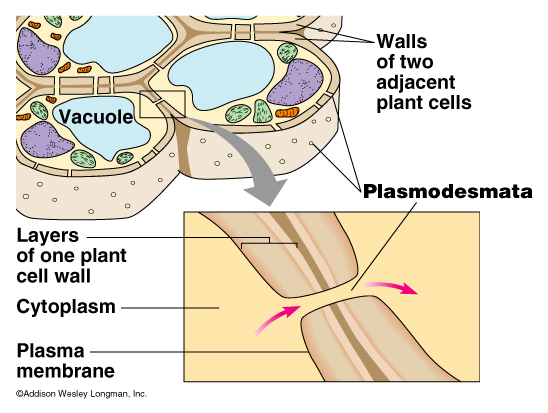 Walls
of two
adjacent
plant cells
Vacuole
Plasmodesmata
Layers
of one plant
cell wall
Cytoplasm
Plasma
membrane
©Addison Wesley Longman, Inc.